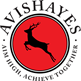 AVISHAYES
AIM HIGH, ACHIEVE TOGETHER